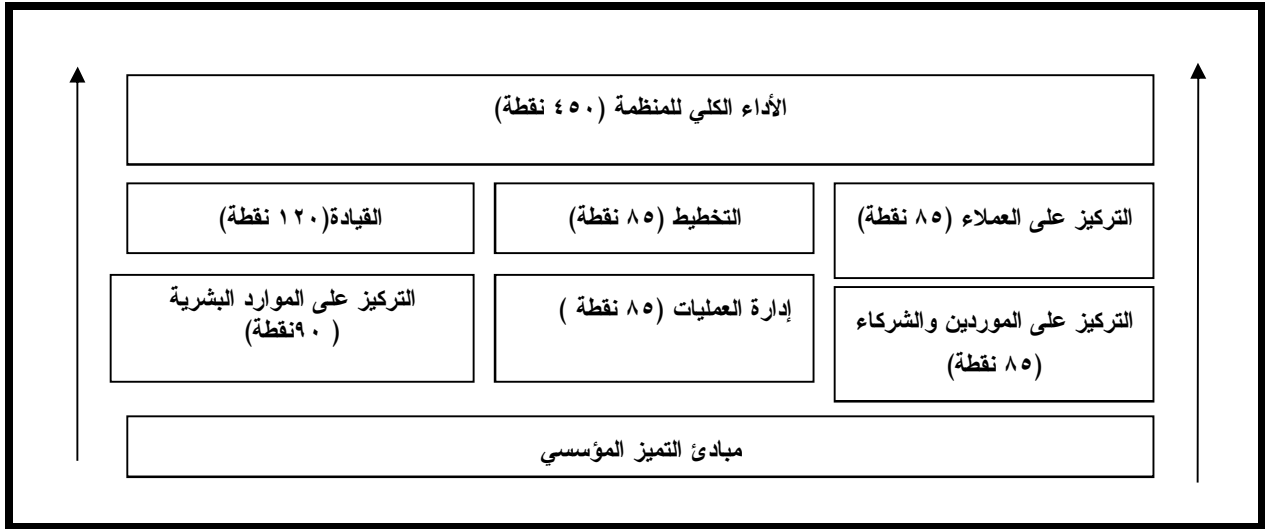 الأداء الكلي للمنظمة (٤٥٠ نقطة)
التركيز على العملاء (٨٥ نقطة)
التخطيط (٨٥ نقطة)
القيادة(١٢٠ نقطة)
التركيز على الموردين والشركاء
(٨٥ نقطة)
إدارة العمليات (٨٥ نقطة )
التركيز على الموارد البشرية
( ٩٠نقطة)
مبادئ التميز المؤسسي